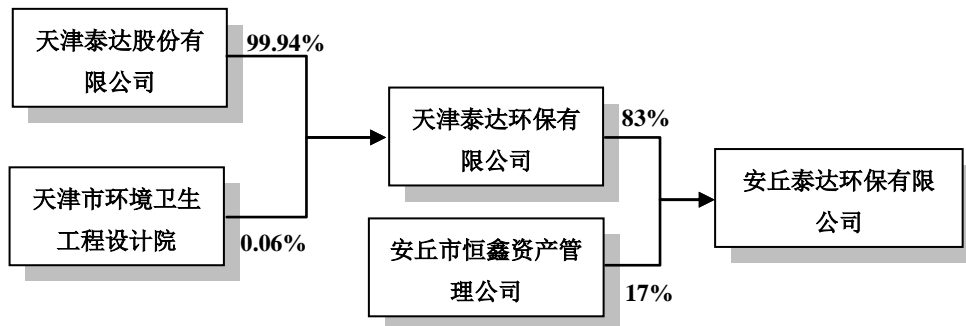 天津泰达股份有
限公司
99.94%
天津市环境卫生
工程设计院
0.06%
天津泰达环保有
限公司
83%
安丘市恒鑫资产管
理公司
17%
安丘泰达环保有限
公司